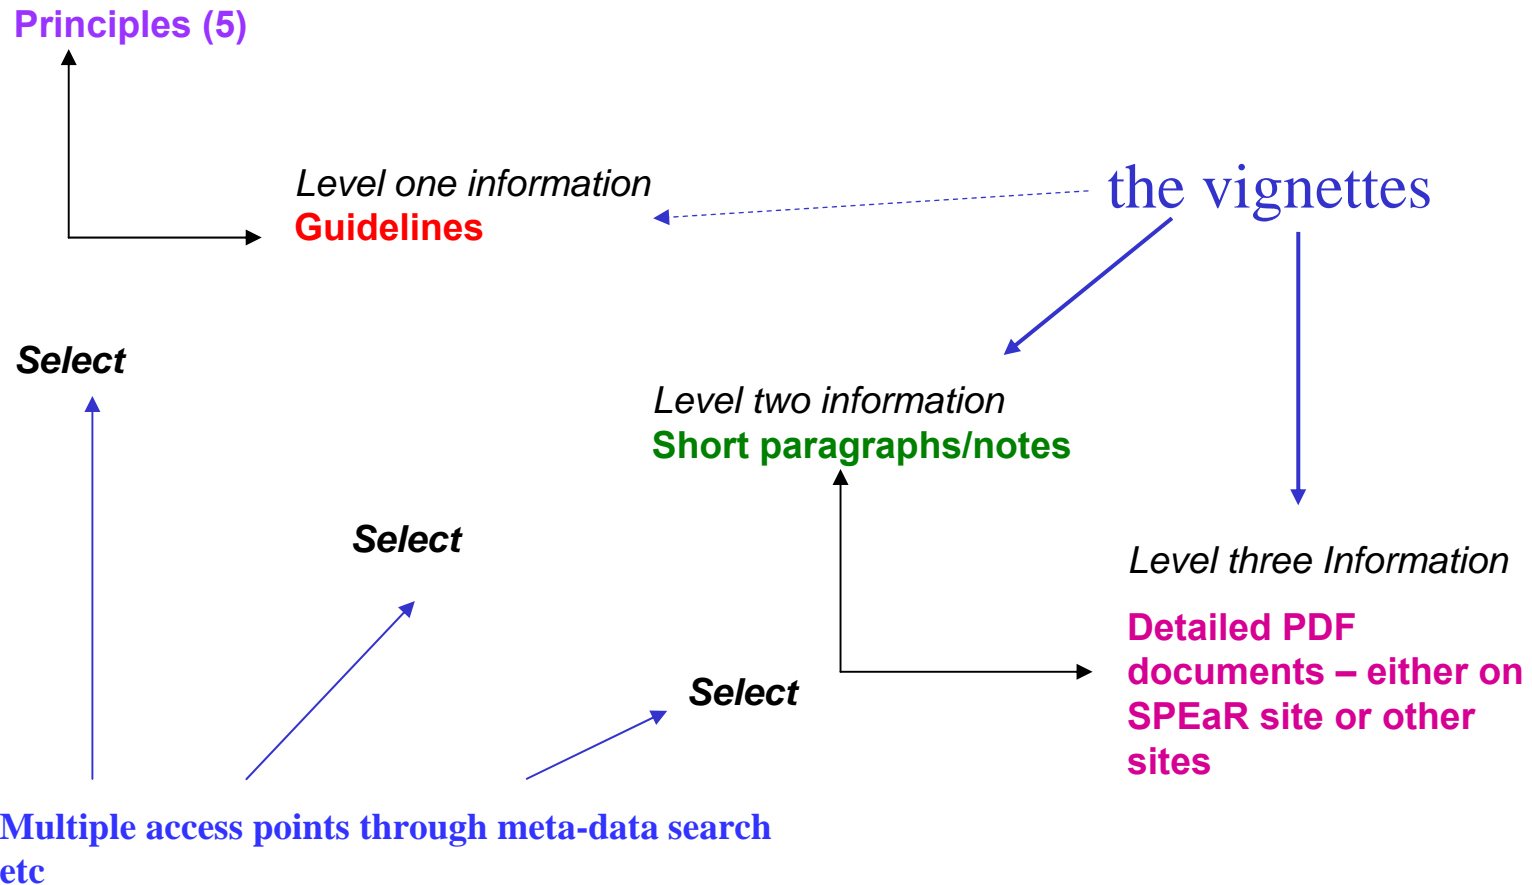 Principles (5)
Level one information
Guidelines
the vignettes
Select
Level two information
Short paragraphs/notes
Select
Level three Information
Detailed PDF
documents – either on
SPEaR site or other
sites
Select
Multiple access points through meta-data search
etc